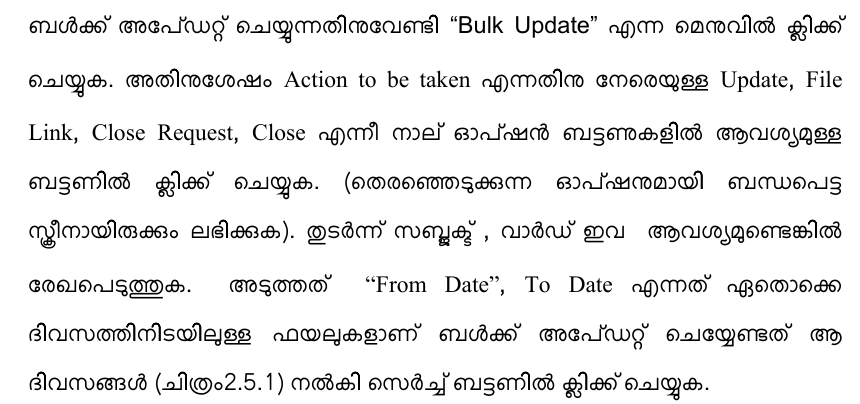 ബൾക്ക് അപേ്ഡറ്റ് ചെയ്യുന്നതിനുവേണ്ടി “Bulk Update” എന്ന മെനുവിൽ ക്ലിക്ക്
ചെയ്യുക. അതിനുശേഷം Action to be taken എന്നതിനു നേരെയുള്ള Update, File
Link, Close Request, Close എന്നീ നാല് ഓപ്ഷൻ ബട്ടണുകളിൽ ആവശ്യമുള്ള
ബട്ടണിൽ ക്ലിക്ക് ചെയ്യുക. (തെരഞ്ഞെടുക്കുന്ന ഓപ്ഷനുമായി ബന്ധപെട്ട
സ്ക്രീനായിരുക്കും ലഭിക്കുക). തുടർന്ന് സബ്ജക്ട് , വാർഡ് ഇവ ആവശ്യമുണ്ടെങ്കിൽ
രേഖപെടുത്തുക. അടുത്തത് “From Date”, To Date എന്നത് ഏതൊക്കെ
ദിവസത്തിനിടയിലുള്ള ഫയലുകളാണ് ബൾക്ക് അപേ്ഡറ്റ് ചെയ്യേണ്ടത് ആ
ദിവസങ്ങൾ (ചിത്രം2.5.1) നൽകി സെർച്ച് ബട്ടണിൽ ക്ലിക്ക് ചെയ്യുക.